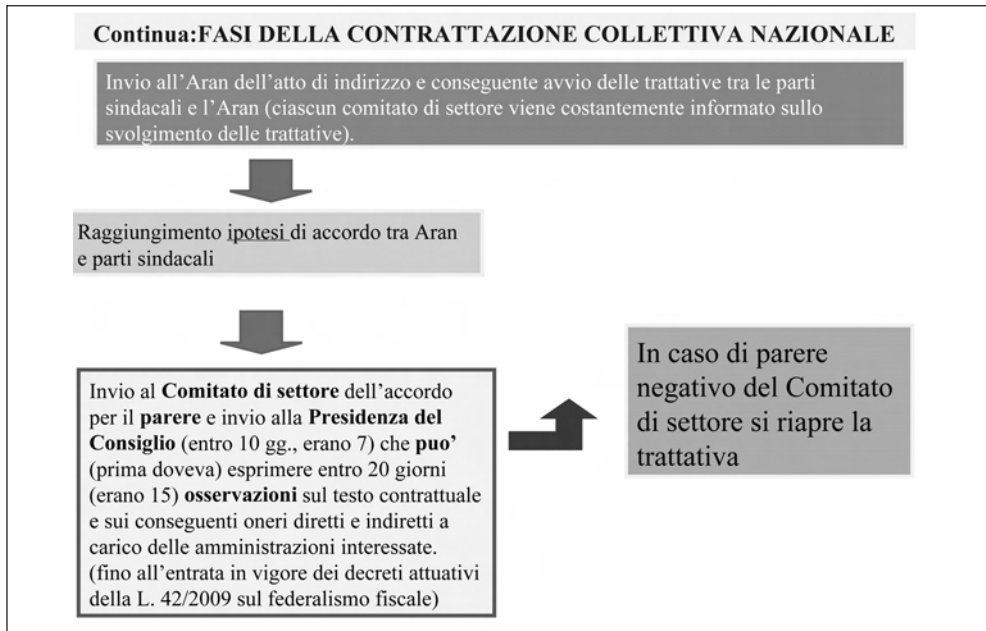 Continua:FASI DELLA CONTRATTAZIONE COLLETTIVA NAZIONALE
Invio all’Aran dell’atto di indirizzo e conseguente avvio delle trattative tra le parti
sindacali e l’Aran (ciascun comitato di settore viene costantemente informato sullo
svolgimento delle trattative).
Raggiungimento ipotesi di accordo tra Aran
e parti sindacali
Invio al Comitato di settore dell’accordo
per il parere e invio alla Presidenza del
Consiglio (entro 10 gg., erano 7) che puo’
(prima doveva) esprimere entro 20 giorni
(erano 15) osservazioni sul testo contrattuale
e sui conseguenti oneri diretti e indiretti a
carico delle amministrazioni interessate.
(fino all’entrata in vigore dei decreti attuativi
della L. 42/2009 sul federalismo fiscale)
In caso di parere
negativo del Comitato
di settore si riapre la
trattativa